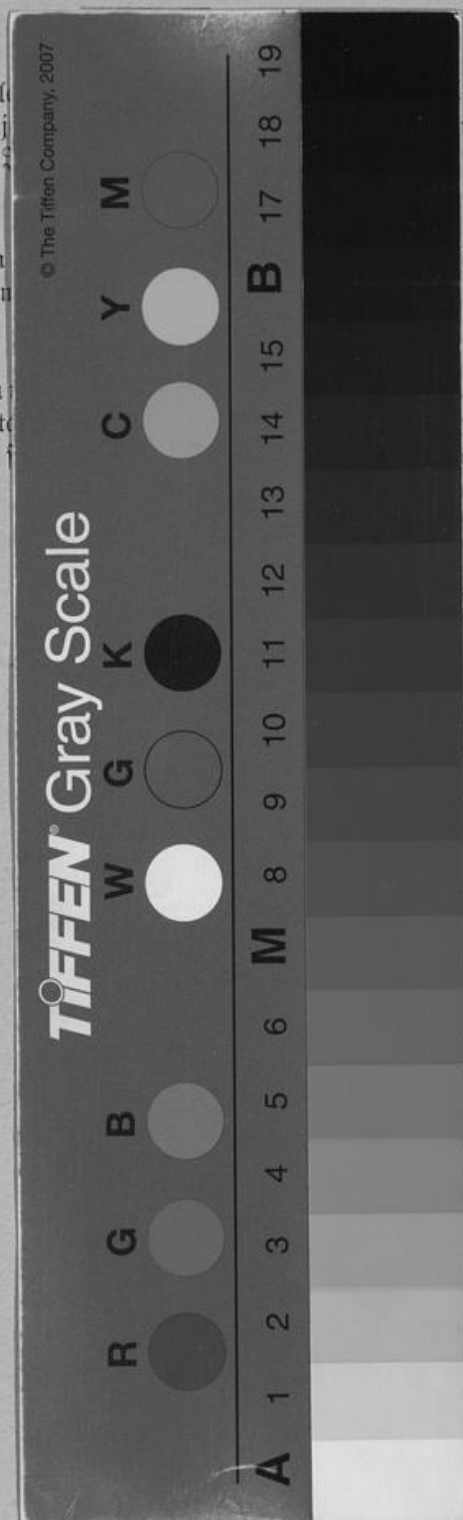 © The Tiffen Company, 2007
TIFFEN® Gray Scale
R G B W G K C Y M
A 1 2 3 4 5 6 M 8 9 10 11 12 13 14 15 B 17 18 19